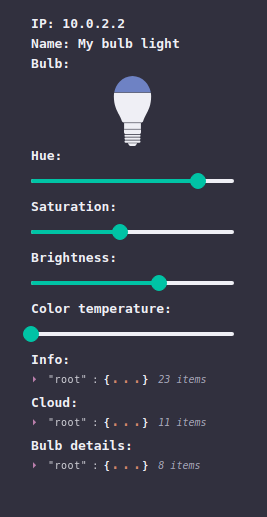 IP: 10.0.2.2
Name: My bulb light
Bulb:
Hue:
Saturation:
Brightness:
Color temperature:
Info:
"root" : {...} 23 items
Cloud:
"root" : {...} 11 items
Bulb details:
"root" : {...} 8 items